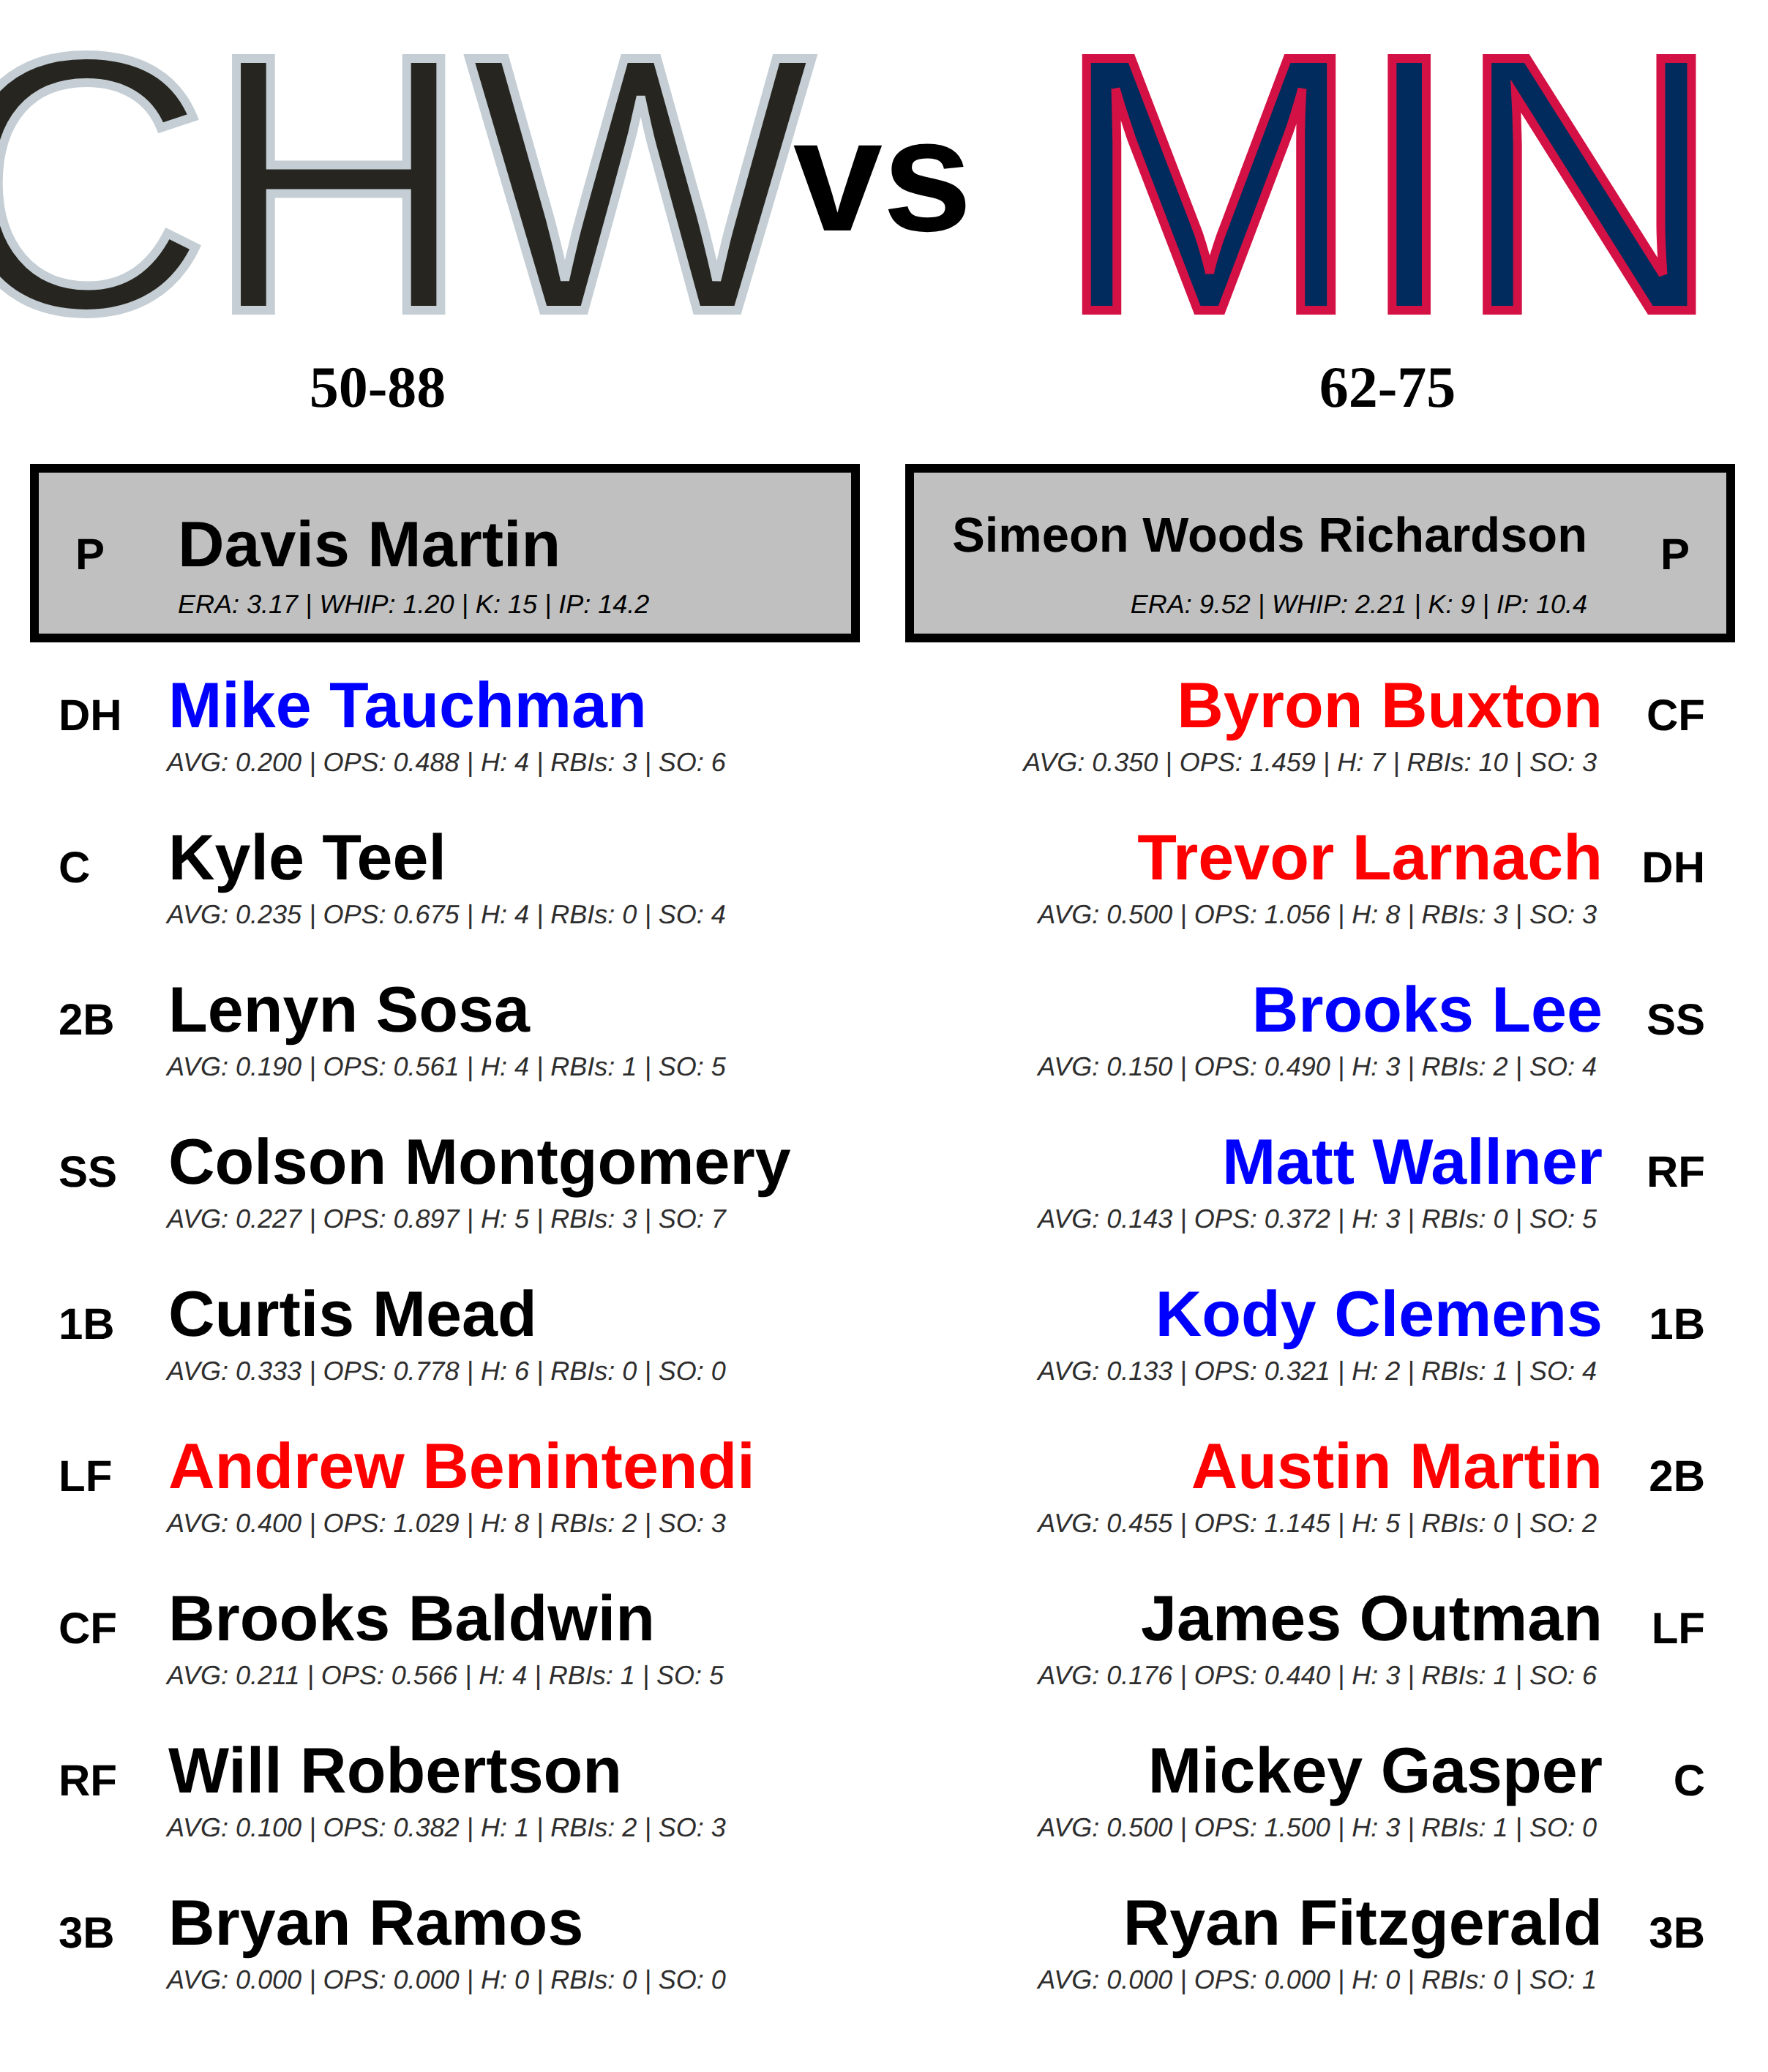 CHW vs MIN
50-88 62-75
P Davis Martin Simeon Woods Richardson P
ERA: 3.17 | WHIP: 1.20 | K: 15 | IP: 14.2 ERA: 9.52 | WHIP: 2.21 | K: 9 | IP: 10.4
DH Mike Tauchman Byron Buxton CF
AVG: 0.200 | OPS: 0.488 | H: 4 | RBIs: 3 | SO: 6 AVG: 0.350 | OPS: 1.459 | H: 7 | RBIs: 10 | SO: 3
C Kyle Teel Trevor Larnach DH
AVG: 0.235 | OPS: 0.675 | H: 4 | RBIs: 0 | SO: 4 AVG: 0.500 | OPS: 1.056 | H: 8 | RBIs: 3 | SO: 3
2B Lenyn Sosa Brooks Lee SS
AVG: 0.190 | OPS: 0.561 | H: 4 | RBIs: 1 | SO: 5 AVG: 0.150 | OPS: 0.490 | H: 3 | RBIs: 2 | SO: 4
SS Colson Montgomery Matt Wallner RF
AVG: 0.227 | OPS: 0.897 | H: 5 | RBIs: 3 | SO: 7 AVG: 0.143 | OPS: 0.372 | H: 3 | RBIs: 0 | SO: 5
1B Curtis Mead Kody Clemens 1B
AVG: 0.333 | OPS: 0.778 | H: 6 | RBIs: 0 | SO: 0 AVG: 0.133 | OPS: 0.321 | H: 2 | RBIs: 1 | SO: 4
LF Andrew Benintendi Austin Martin 2B
AVG: 0.400 | OPS: 1.029 | H: 8 | RBIs: 2 | SO: 3 AVG: 0.455 | OPS: 1.145 | H: 5 | RBIs: 0 | SO: 2
CF Brooks Baldwin James Outman LF
AVG: 0.211 | OPS: 0.566 | H: 4 | RBIs: 1 | SO: 5 AVG: 0.176 | OPS: 0.440 | H: 3 | RBIs: 1 | SO: 6
RF Will Robertson Mickey Gasper C
AVG: 0.100 | OPS: 0.382 | H: 1 | RBIs: 2 | SO: 3 AVG: 0.500 | OPS: 1.500 | H: 3 | RBIs: 1 | SO: 0
3B Bryan Ramos Ryan Fitzgerald 3B
AVG: 0.000 | OPS: 0.000 | H: 0 | RBIs: 0 | SO: 0 AVG: 0.000 | OPS: 0.000 | H: 0 | RBIs: 0 | SO: 1